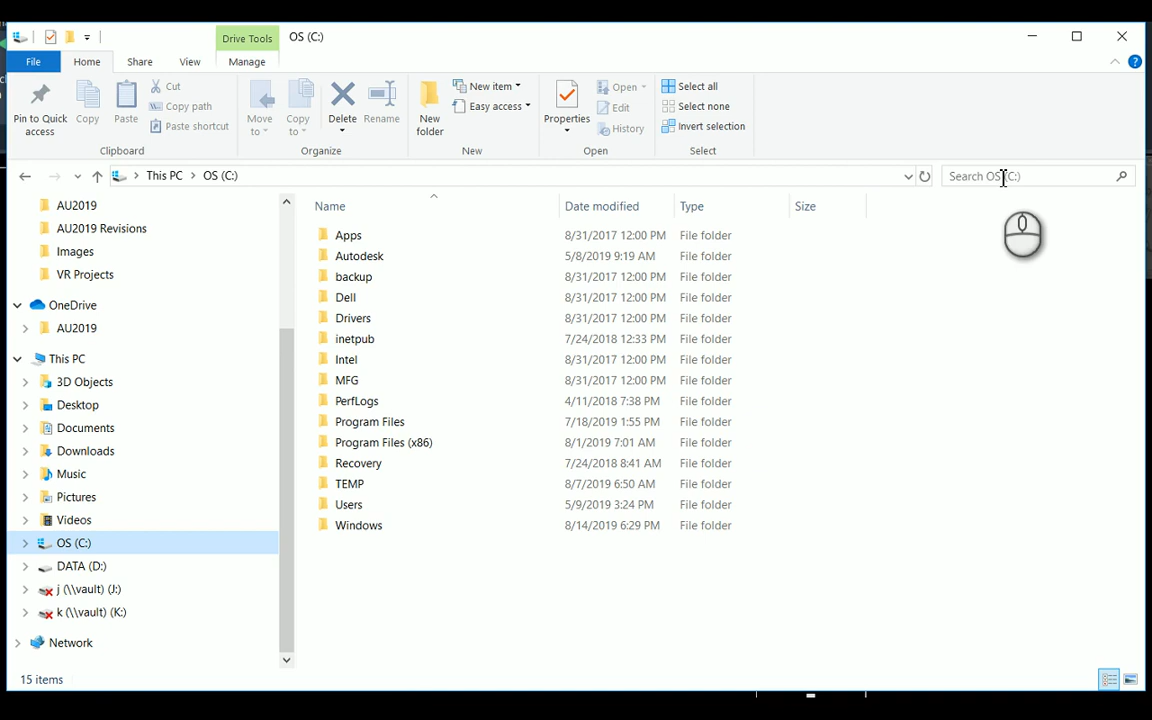 Drive Tools OS (C:)
File Home Share View Manage
Pin to Quick access
Copy
Paste
Cut
Copy path
Paste shortcut
Clipboard
Move to
Copy to
Delete
Rename
Organize
New folder
New item
Easy access
New
Properties
Open
Edit
History
Open
Select all
Select none
Invert selection
Select
This PC OS (C:)
Search OS (C:)
AU2019
AU2019 Revisions
Images
VR Projects
OneDrive
AU2019
This PC
3D Objects
Desktop
Documents
Downloads
Music
Pictures
Videos
OS (C:)
DATA (D:)
j (\\vault) (J:)
k (\\vault) (K:)
Network
Name Date modified Type Size
Apps 8/31/2017 12:00 PM File folder
Autodesk 5/8/2019 9:19 AM File folder
backup 8/31/2017 12:00 PM File folder
Dell 8/31/2017 12:00 PM File folder
Drivers 8/31/2017 12:00 PM File folder
inetpub 7/24/2018 12:33 PM File folder
Intel 8/31/2017 12:00 PM File folder
MFG 8/31/2017 12:00 PM File folder
PerfLogs 4/11/2018 7:38 PM File folder
Program Files 7/18/2019 1:55 PM File folder
Program Files (x86) 8/1/2019 7:01 AM File folder
Recovery 7/24/2018 8:41 AM File folder
TEMP 8/7/2019 6:50 AM File folder
Users 5/9/2019 3:24 PM File folder
Windows 8/14/2019 6:29 PM File folder
15 items